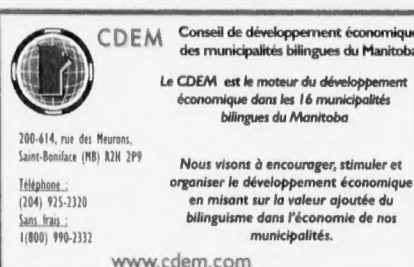 CDEM
Conseil de développement économique
des municipalités bilingues du Manitoba
Le CDEM est le moteur du développement
économique dans les 16 municipalités
bilingues du Manitoba
200-614, rue des Meurons,
Saint-Boniface (MB) R2H 2P9
Téléphone :
(204) 925-2320
Sans frais :
1(800) 990-2332
Nous visons à encourager, stimuler et
organiser le développement économique
en misant sur la valeur ajoutée du
bilinguisme dans l'économie de nos
municipalités.
www.cdem.com